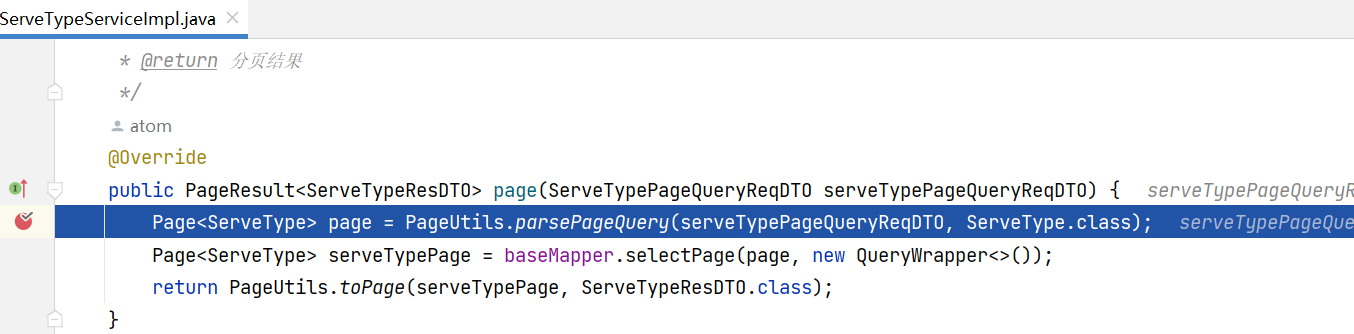 ServeTypeServiceImpl.java
* @return 分页结果
*/
atom
@Override
public PageResult<ServeTypeResDTO> page(ServeTypePageQueryReqDTO serveTypePageQueryReqDTO) { serveTypePageQueryR
Page<ServeType> page = PageUtils.parsePageQuery(serveTypePageQueryReqDTO, ServeType.class); serveTypePageQue
Page<ServeType> serveTypePage = baseMapper.selectPage(page, new QueryWrapper<>());
return PageUtils.toPage(serveTypePage, ServeTypeResDTO.class);
}